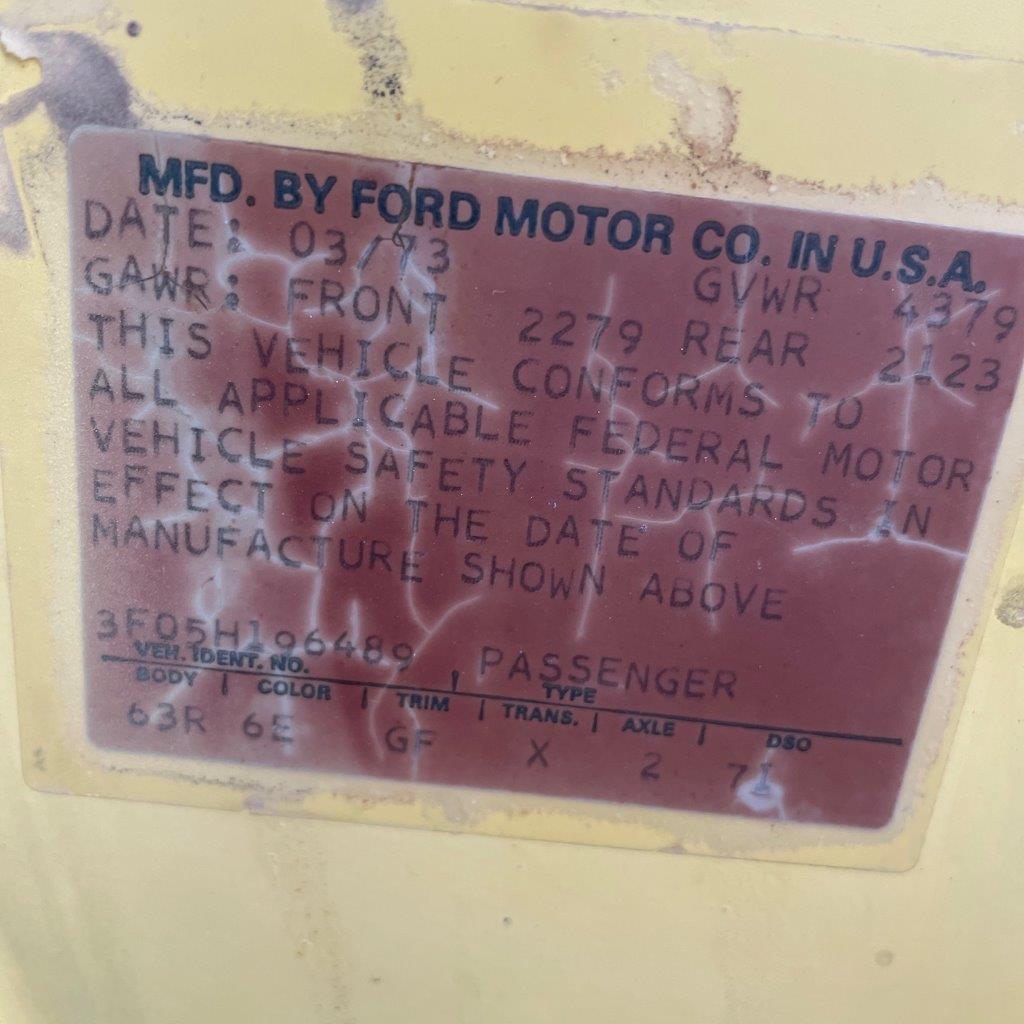 MFD. BY FORD MOTOR CO. IN U.S.A.
DATE: 03/73 GVWR 4379
GAWR: FRONT 2279 REAR 2123
THIS VEHICLE CONFORMS TO
ALL APPLICABLE FEDERAL MOTOR
VEHICLE SAFETY STANDARDS IN
EFFECT ON THE DATE OF
MANUFACTURE SHOWN ABOVE
3F05H196489 PASSENGER
VEH. IDENT. NO. TYPE
BODY COLOR TRIM TRANS. AXLE DSO
63R 6E GF X 2 71